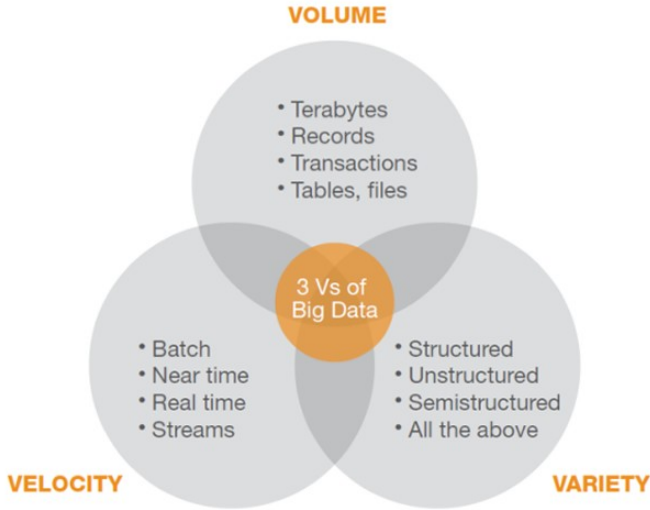 VOLUME
• Terabytes
• Records
• Transactions
• Tables, files
3 Vs of
Big Data
• Batch
• Near time
• Real time
• Streams
• Structured
• Unstructured
• Semistructured
• All the above
VELOCITY
VARIETY